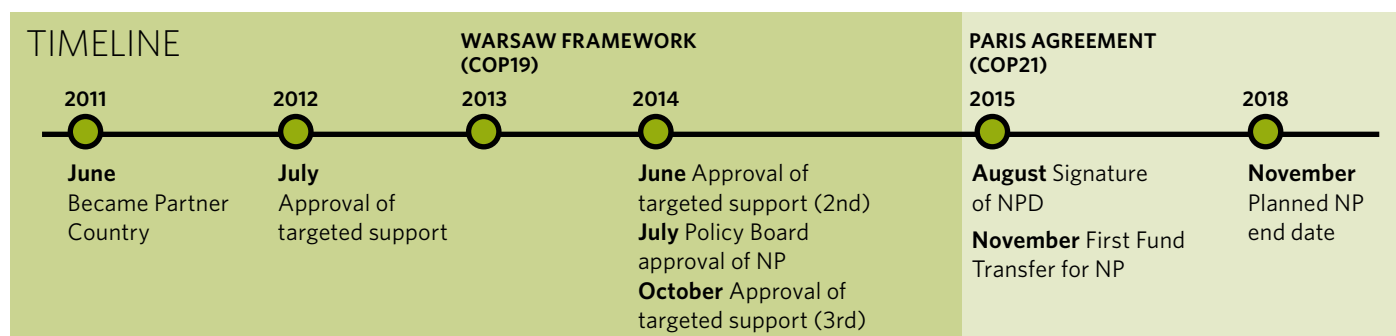 TIMELINE
WARSAW FRAMEWORK
(COP19)
PARIS AGREEMENT
(COP21)
2011
2012
2013
2014
2015
2018
June
Became Partner
Country
July
Approval of
targeted support
June Approval of
targeted support (2nd)
July Policy Board
approval of NP
October Approval of
targeted support (3rd)
August Signature
of NPD
November First Fund
Transfer for NP
November
Planned NP
end date